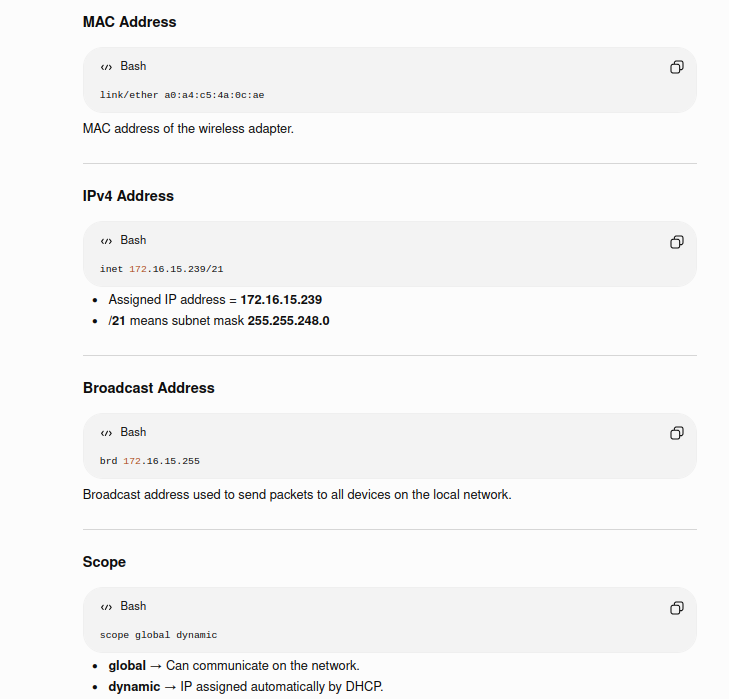 MAC Address
Bash
link/ether a0:a4:c5:4a:0c:ae
MAC address of the wireless adapter.
IPv4 Address
Bash
inet 172.16.15.239/21
• Assigned IP address = 172.16.15.239
• /21 means subnet mask 255.255.248.0
Broadcast Address
Bash
brd 172.16.15.255
Broadcast address used to send packets to all devices on the local network.
Scope
Bash
scope global dynamic
• global → Can communicate on the network.
• dynamic → IP assigned automatically by DHCP.